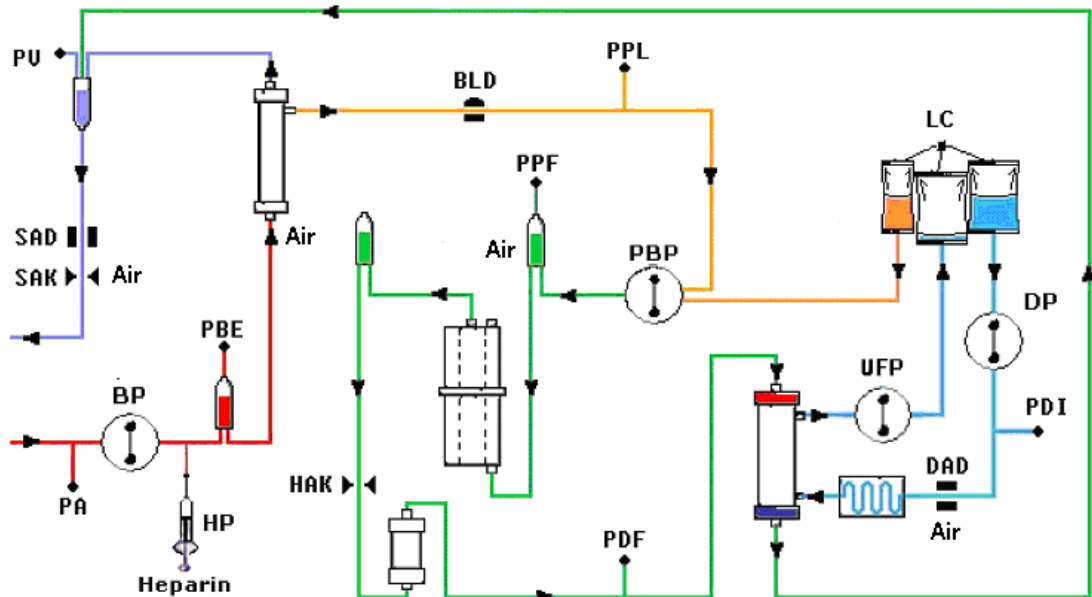 PV
BLD
PPL
LC
PPF
SAD
Air
Air
PBP
SAK
Air
DP
PBE
UFP
BP
PDI
HAK
DAD
PA
HP
PDF
Air
Heparin